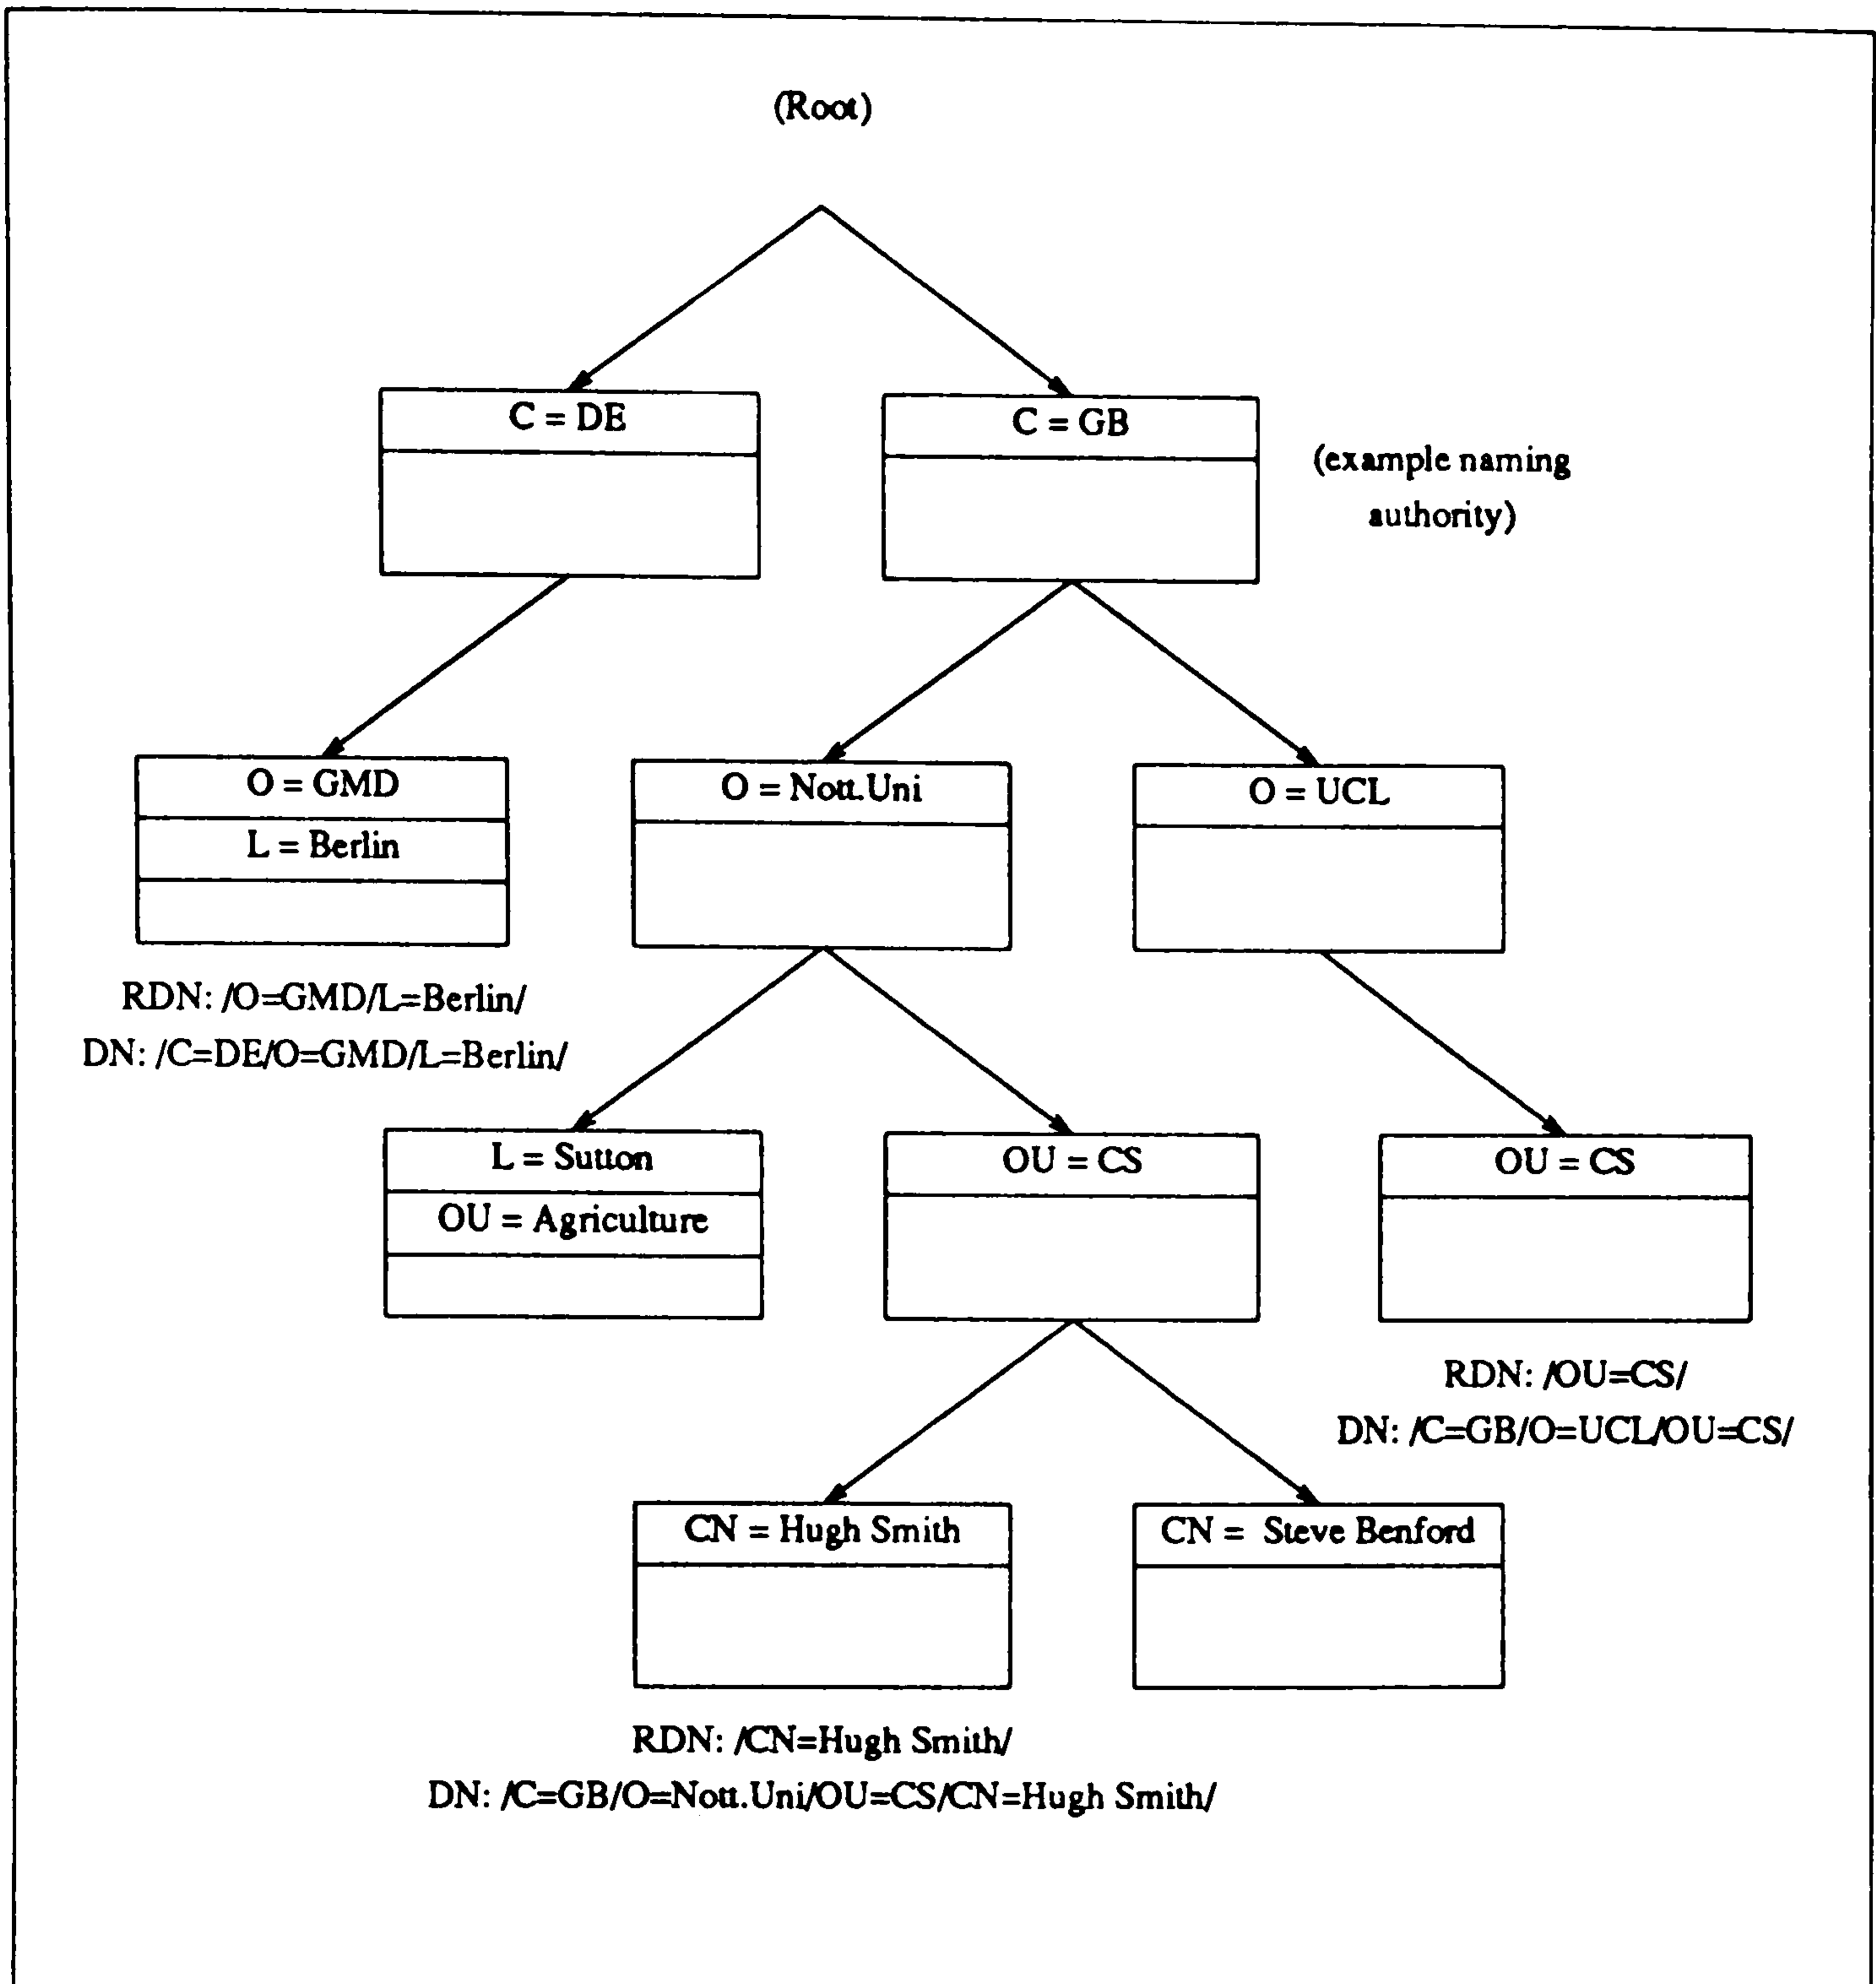 (Root)
C = DE
C = GB
(example naming
authority)
O = GMD
L = Berlin
O = Nott.Uni
O = UCL
RDN: /O=GMD/L=Berlin/
DN: /C=DE/O=GMD/L=Berlin/
L = Sutton
OU = Agriculture
OU = CS
OU = CS
RDN: /OU=CS/
DN: /C=GB/O=UCL/OU=CS/
CN = Hugh Smith
CN = Steve Benford
RDN: /CN=Hugh Smith/
DN: /C=GB/O=Nott.Uni/OU=CS/CN=Hugh Smith/